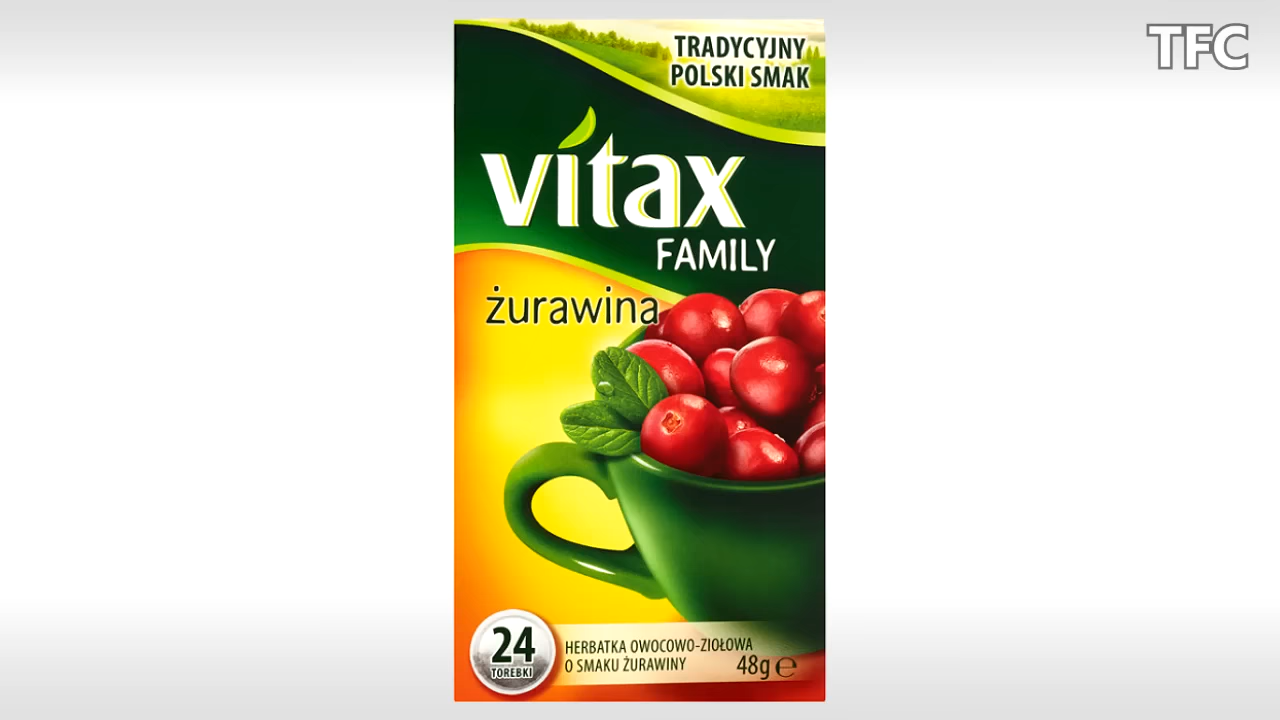 TFC
TRADYCYJNY
POLSKI SMAK
vitax
FAMILY
żurawina
24
TOREBKI
HERBATKA OWOCOWO-ZIOŁOWA
O SMAKU ŻURAWINY
48g ℮